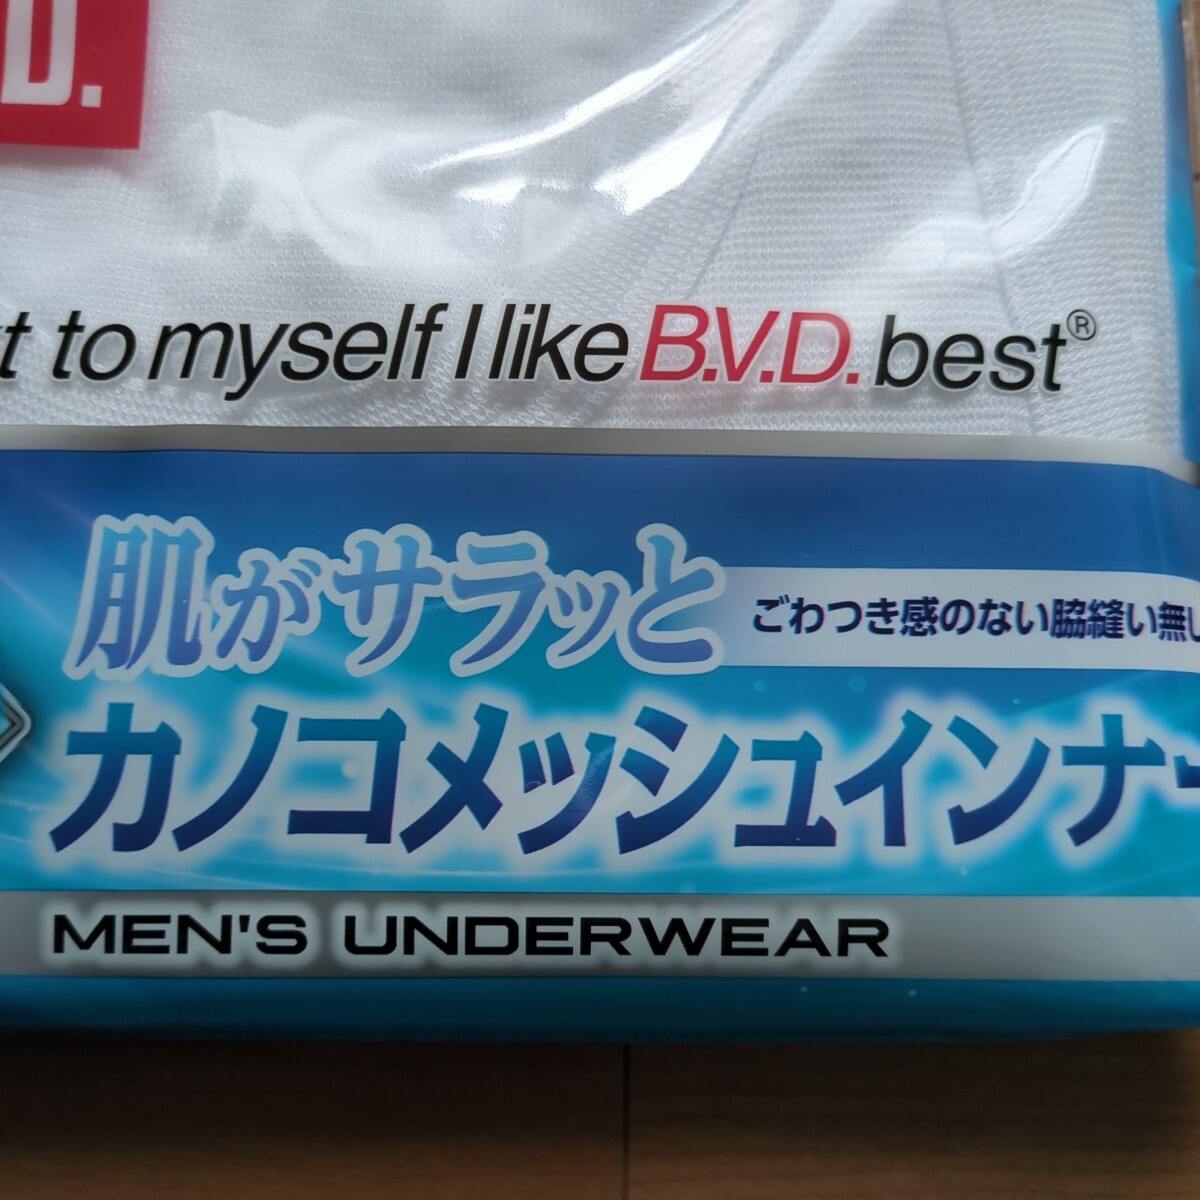 D.
to myself I like B.V.D. best®
肌がサラッと
ごわつき感のない脇縫い無し
カノコメッシュインナー
MEN'S UNDERWEAR